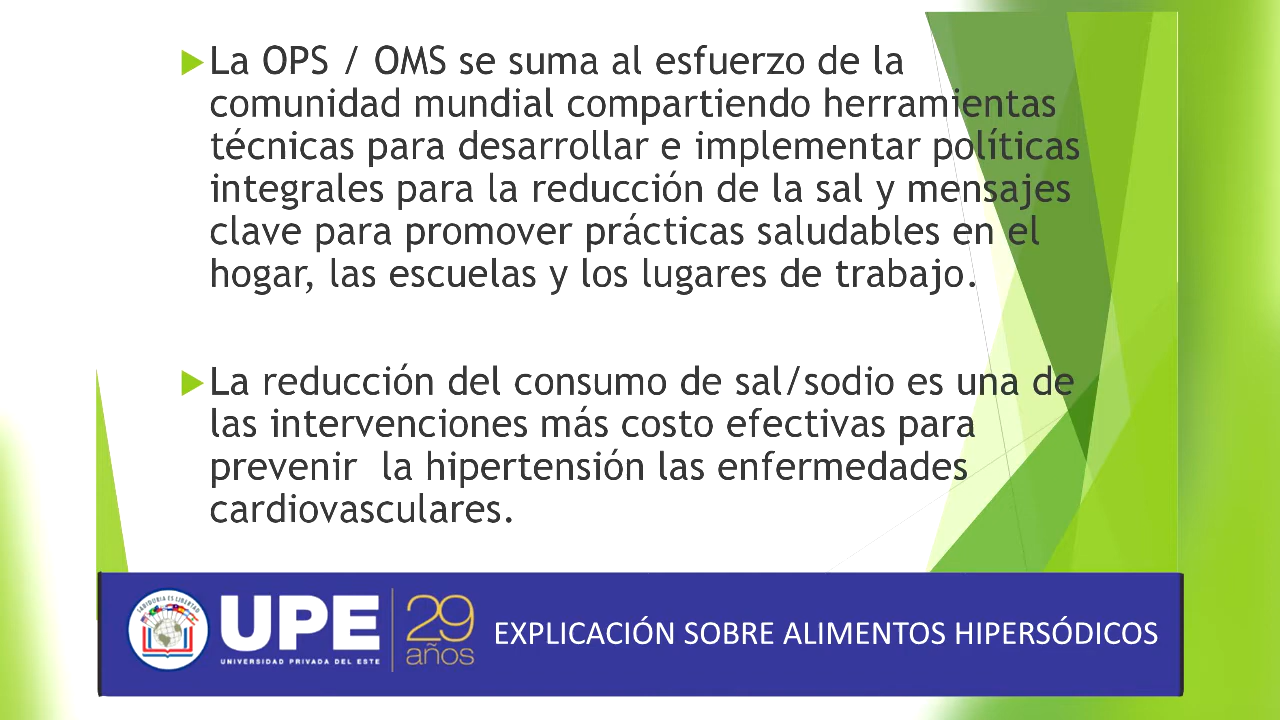 La OPS / OMS se suma al esfuerzo de la
comunidad mundial compartiendo herramientas
técnicas para desarrollar e implementar políticas
integrales para la reducción de la sal y mensajes
clave para promover prácticas saludables en el
hogar, las escuelas y los lugares de trabajo.
La reducción del consumo de sal/sodio es una de
las intervenciones más costo efectivas para
prevenir  la hipertensión las enfermedades
cardiovasculares.
SABIDURIA ES LIBERTAD
UPE
UNIVERSIDAD PRIVADA DEL ESTE
29
años
EXPLICACIÓN SOBRE ALIMENTOS HIPERSÓDICOS